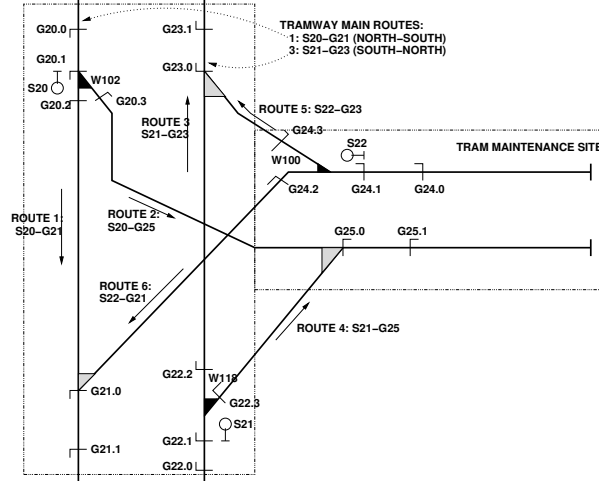 G20.0
G23.1
TRAMWAY MAIN ROUTES:
1: S20-G21 (NORTH-SOUTH)
3: S21-G23 (SOUTH-NORTH)
G20.1
G23.0
W102
S20
G20.2
G20.3
ROUTE 3
S21-G23
ROUTE 5: S22-G23
G24.3
S22
TRAM MAINTENANCE SITE
W100
G24.2
G24.1
G24.0
ROUTE 1:
S20-G21
ROUTE 2:
S20-G25
G25.0
G25.1
ROUTE 6:
S22-G21
ROUTE 4: S21-G25
G22.2
W118
G21.0
G22.3
S21
G22.1
G21.1
G22.0